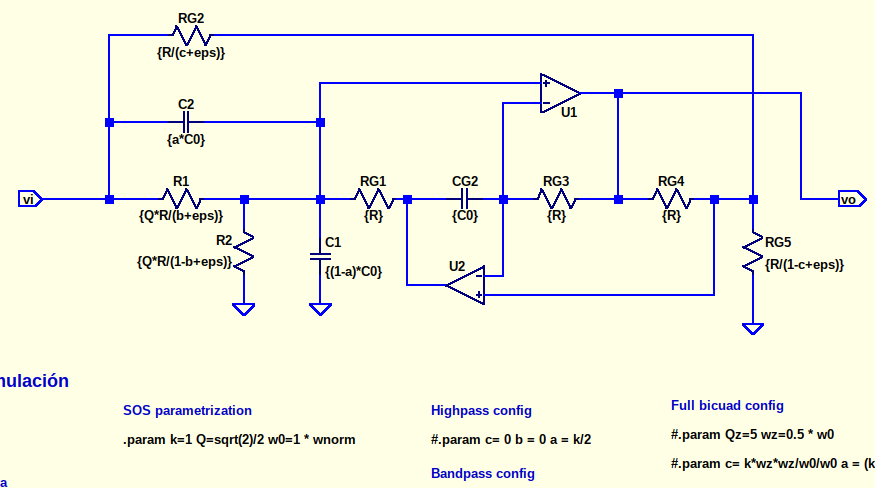 RG2
{R/(c+eps)}
C2
{a*C0}
+
-
U1
vi
R1
{Q*R/(b+eps)}
RG1
{R}
CG2
{C0}
RG3
{R}
RG4
{R}
vo
R2
{Q*R/(1-b+eps)}
C1
{(1-a)*C0}
U2
-
+
RG5
{R/(1-c+eps)}
mulación
SOS parametrization
.param k=1 Q=sqrt(2)/2 w0=1 * wnorm
Highpass config
#.param c= 0 b = 0 a = k/2
Bandpass config
Full bicuad config
#.param Qz=5 wz=0.5 * w0
#.param c= k*wz*wz/w0/w0 a = (k
a